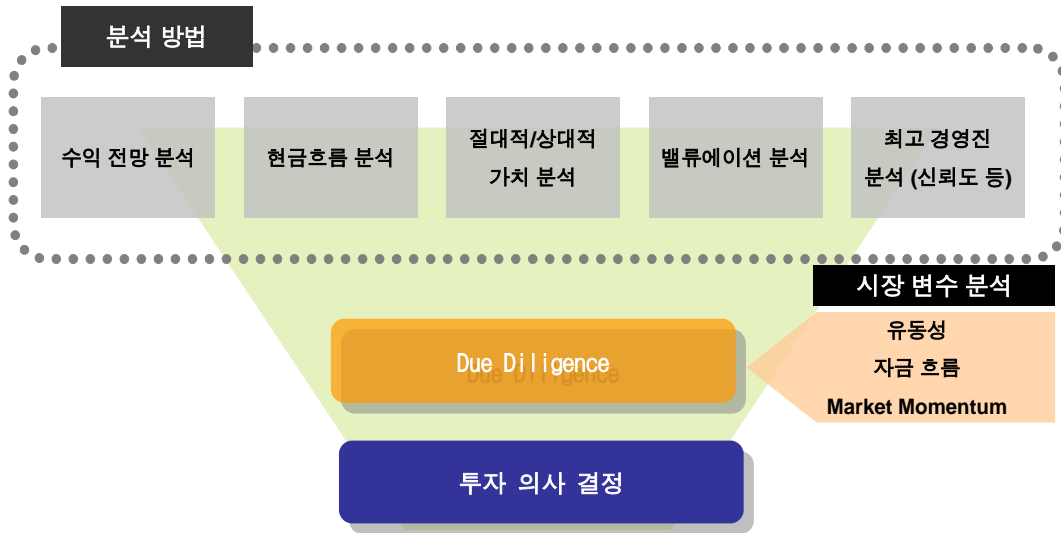 분석 방법
수익 전망 분석
현금흐름 분석
절대적/상대적
가치 분석
밸류에이션 분석
최고 경영진
분석 (신뢰도 등)
시장 변수 분석
유동성
자금 흐름
Market Momentum
Due Diligence
투자 의사 결정